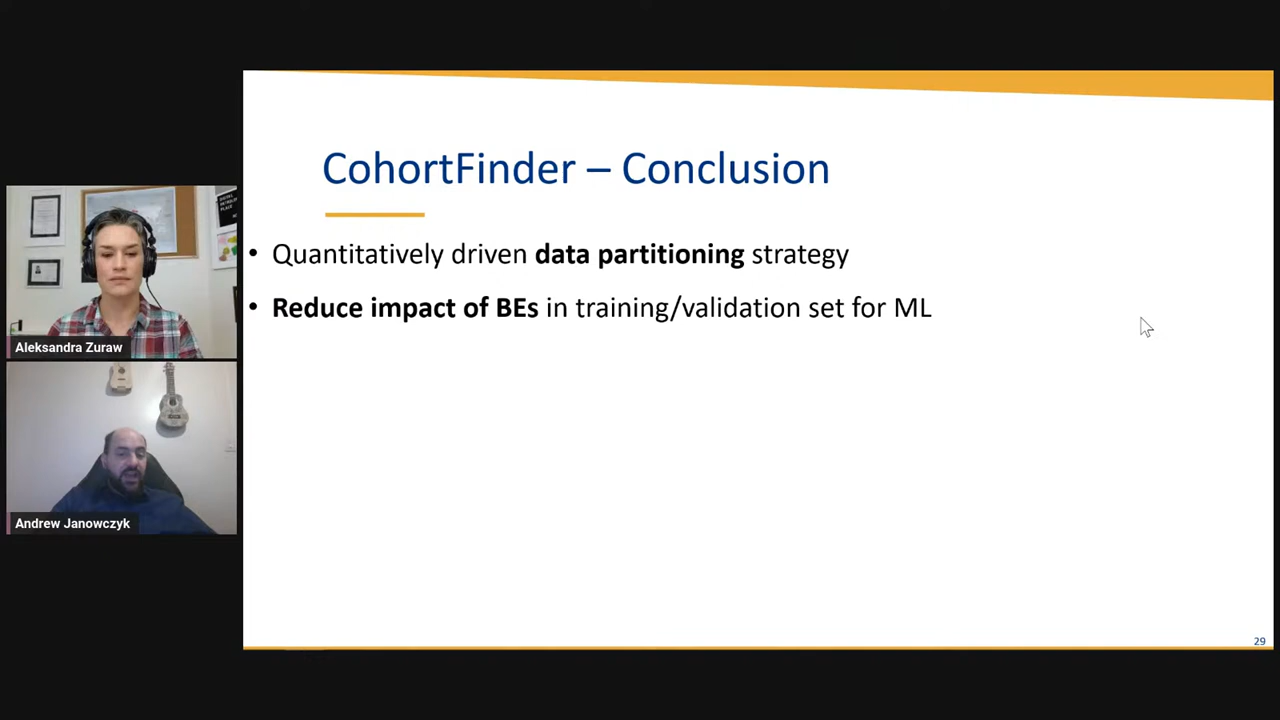 CohortFinder – Conclusion
• Quantitatively driven data partitioning strategy
• Reduce impact of BEs in training/validation set for ML
Aleksandra Zuraw
Andrew Janowczyk
29